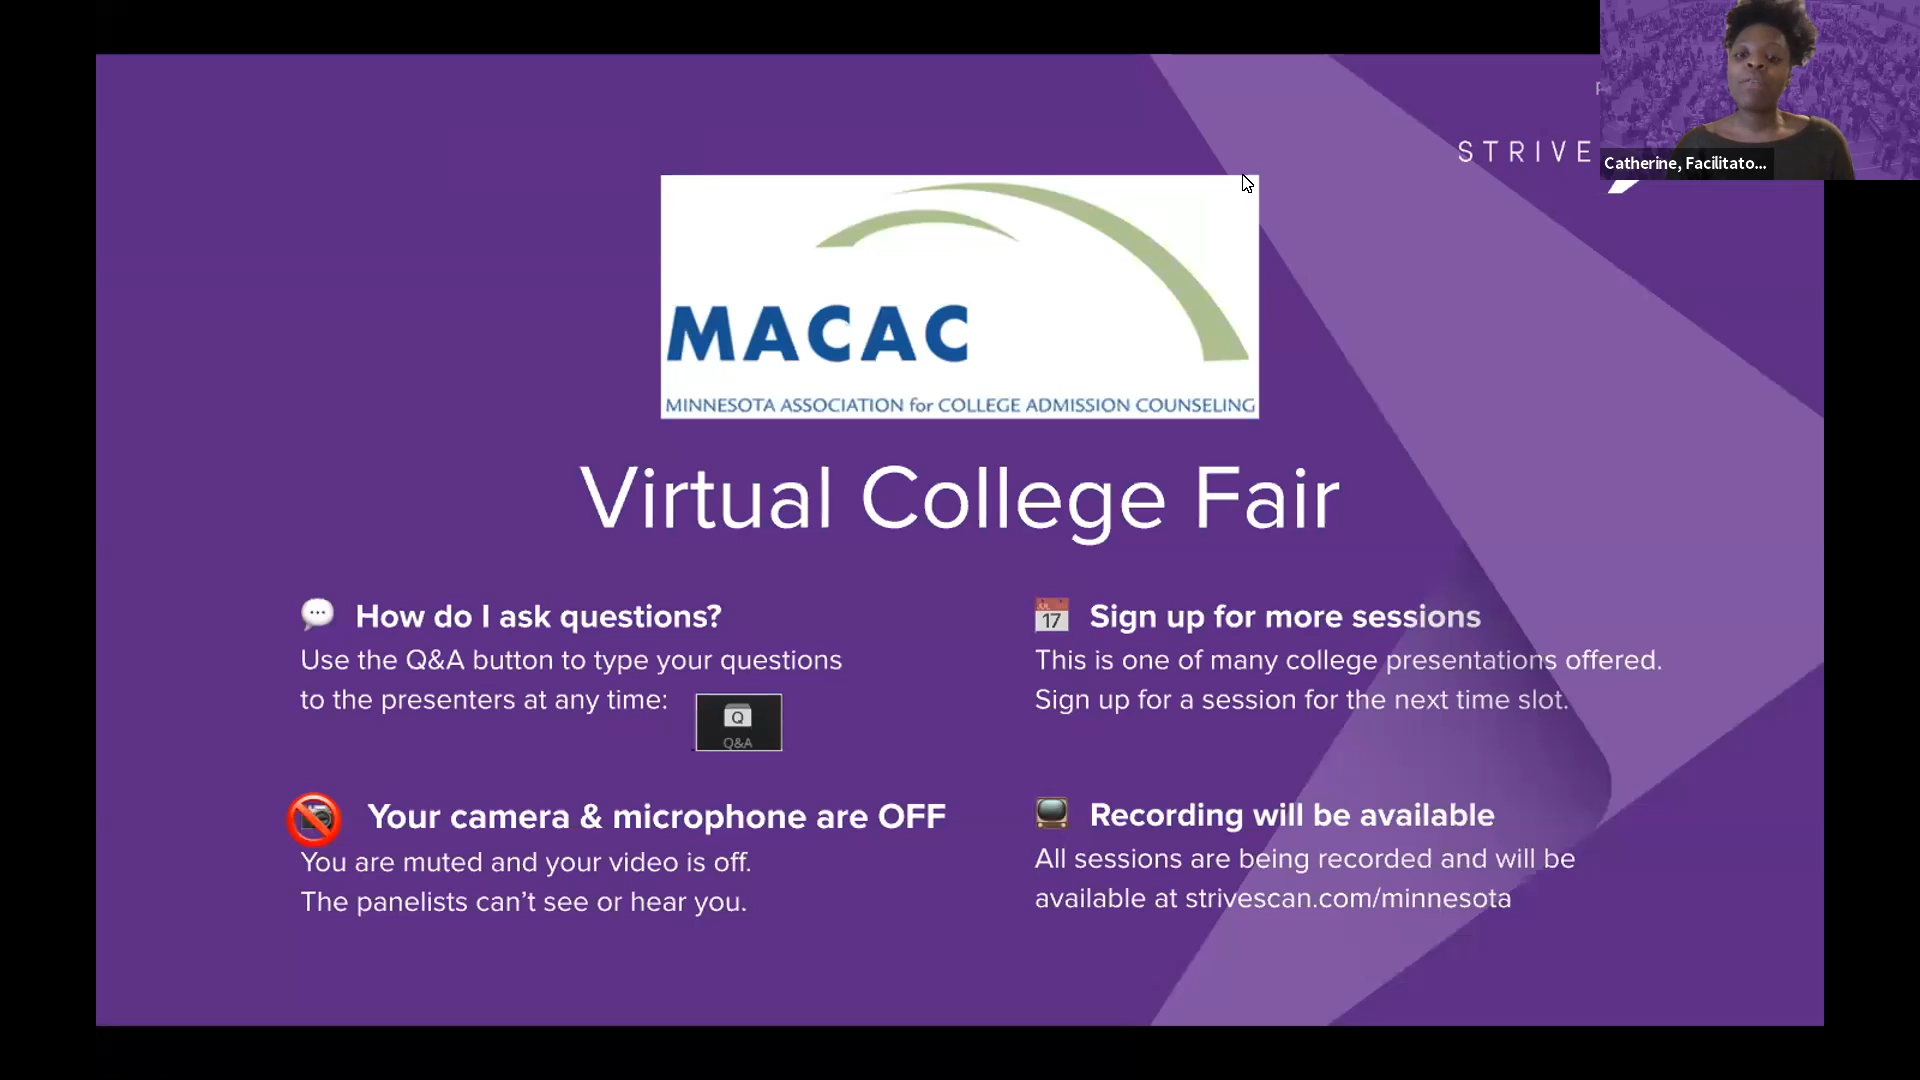 STRIVE
Catherine, Facilitato...
MACAC
MINNESOTA ASSOCIATION for COLLEGE ADMISSION COUNSELING
Virtual College Fair
How do I ask questions?
Use the Q&A button to type your questions
to the presenters at any time:
Q
Q&A
Your camera & microphone are OFF
You are muted and your video is off.
The panelists can’t see or hear you.
JUL
17
Sign up for more sessions
This is one of many college presentations offered.
Sign up for a session for the next time slot.
Recording will be available
All sessions are being recorded and will be
available at strivescan.com/minnesota